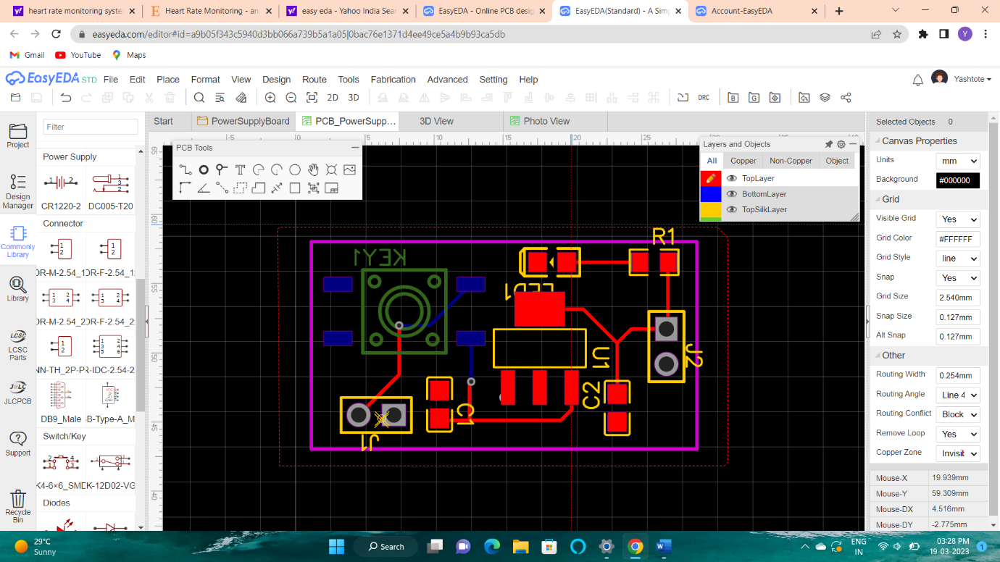 heart rate monitoring syste
Heart Rate Monitoring - an
easy eda - Yahoo India Sear
EasyEDA - Online PCB desig
EasyEDA(Standard) - A Sim
Account-EasyEDA
easyeda.com/editor#id=a9b05f343c5940d3bb066a739b5a1a05|0bac76e1371d4ee49ce5a4b9b93ca5db
Y
Gmail
YouTube
Maps
EasyEDA STD
File
Edit
Place
Format
View
Design
Route
Tools
Fabrication
Advanced
Setting
Help
Yashtote
2D
3D
DRC
B
G
Start
PowerSupplyBoard
PCB_PowerSupp...
3D View
Photo View
Project
Design
Manager
Commonly
Library
Library
LCSC
LCSC
Parts
JLCPCB
Support
Recycle
Bin
Filter
Power Supply
CR1220-2
DC005-T20
Connector
DR-M-2.54_1
DR-F-2.54_1
DR-M-2.54_2
DR-F-2.54_2
NN-TH_2P-P
R-IDC-2.54-2
DB9_Male
B-Type-A_M
Switch/Key
K4-6×6_SMD
EK-12D02-VG
Diodes
-5
0
5
10
15
20
25
65
60
55
50
45
40
PCB Tools
Layers and Objects
All
Copper
Non-Copper
Object
TopLayer
BottomLayer
TopSilkLayer
KEY1
LED1
R1
U1
J2
C1
C2
J1
Selected Objects 0
Canvas Properties
Units mm
Background #000000
Grid
Visible Grid Yes
Grid Color #FFFFFF
Grid Style line
Snap Yes
Grid Size 2.540mm
Snap Size 0.127mm
Alt Snap 0.127mm
Other
Routing Width 0.254mm
Routing Angle Line 4
Routing Conflict Block
Remove Loop Yes
Copper Zone Invisit
Mouse-X 19.939mm
Mouse-Y 59.309mm
Mouse-DX 4.516mm
Mouse-DY -2.775mm
29°C
Sunny
Search
ENG
IN
03:28 PM
19-03-2023
1